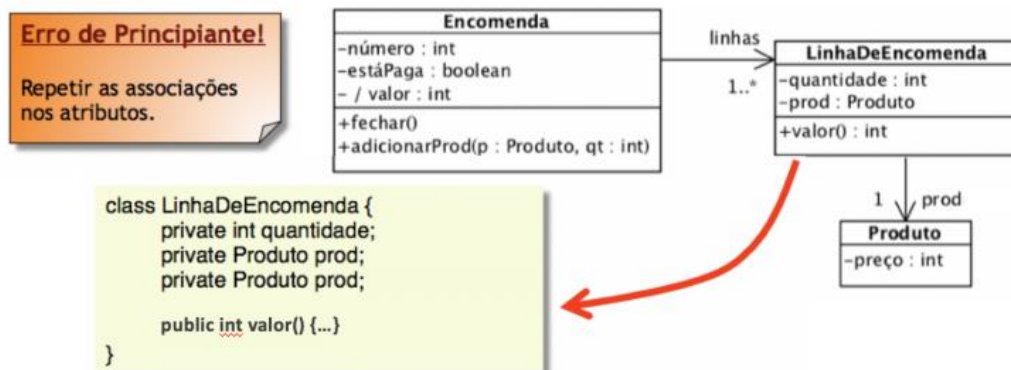 Erro de Principiante!
Repetir as associações
nos atributos.
Encomenda
-número : int
-estáPaga : boolean
- / valor : int
+fechar()
+adicionarProd(p : Produto, qt : int)
linhas
1..*
LinhaDeEncomenda
-quantidade : int
-prod : Produto
+valor() : int
1
prod
Produto
-preço : int
class LinhaDeEncomenda {
private int quantidade;
private Produto prod;
private Produto prod;
public int valor() {...}
}